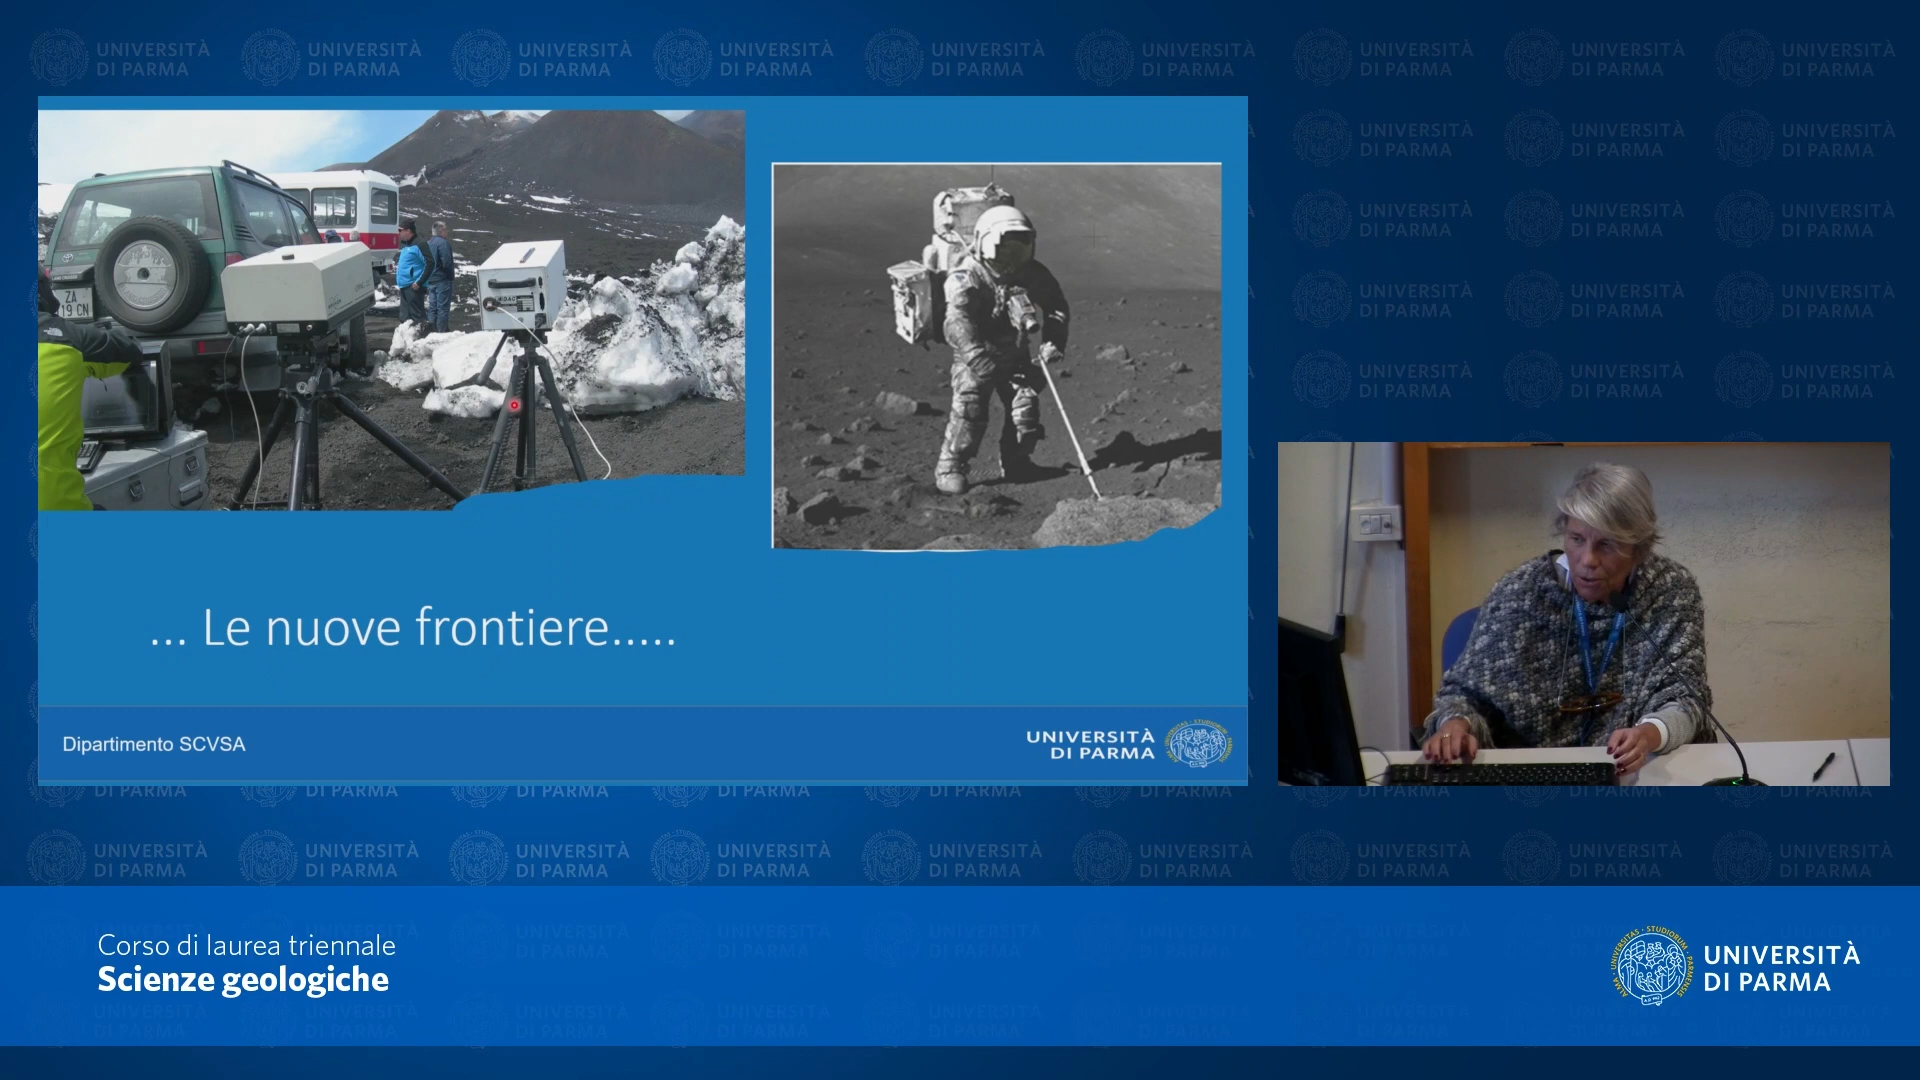 ... Le nuove frontiere.....
Dipartimento SCVSA
UNIVERSITÀ
DI PARMA
ZA
19 CN
Corso di laurea triennale
Scienze geologiche
UNIVERSITÀ
DI PARMA